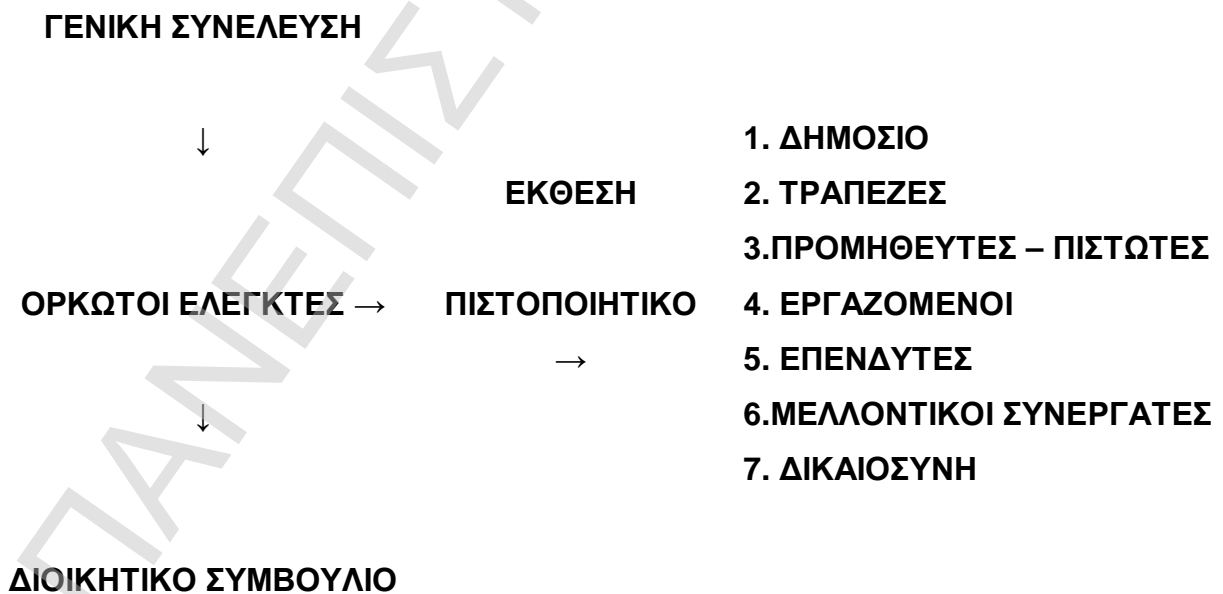 ΓΕΝΙΚΗ ΣΥΝΕΛΕΥΣΗ
↓ 1. ΔΗΜΟΣΙΟ
ΕΚΘΕΣΗ 2. ΤΡΑΠΕΖΕΣ
3.ΠΡΟΜΗΘΕΥΤΕΣ – ΠΙΣΤΩΤΕΣ
ΟΡΚΩΤΟΙ ΕΛΕΓΚΤΕΣ → ΠΙΣΤΟΠΟΙΗΤΙΚΟ 4. ΕΡΓΑΖΟΜΕΝΟΙ
→ 5. ΕΠΕΝΔΥΤΕΣ
↓ 6.ΜΕΛΛΟΝΤΙΚΟΙ ΣΥΝΕΡΓΑΤΕΣ
7. ΔΙΚΑΙΟΣΥΝΗ
ΔΙΟΙΚΗΤΙΚΟ ΣΥΜΒΟΥΛΙΟ